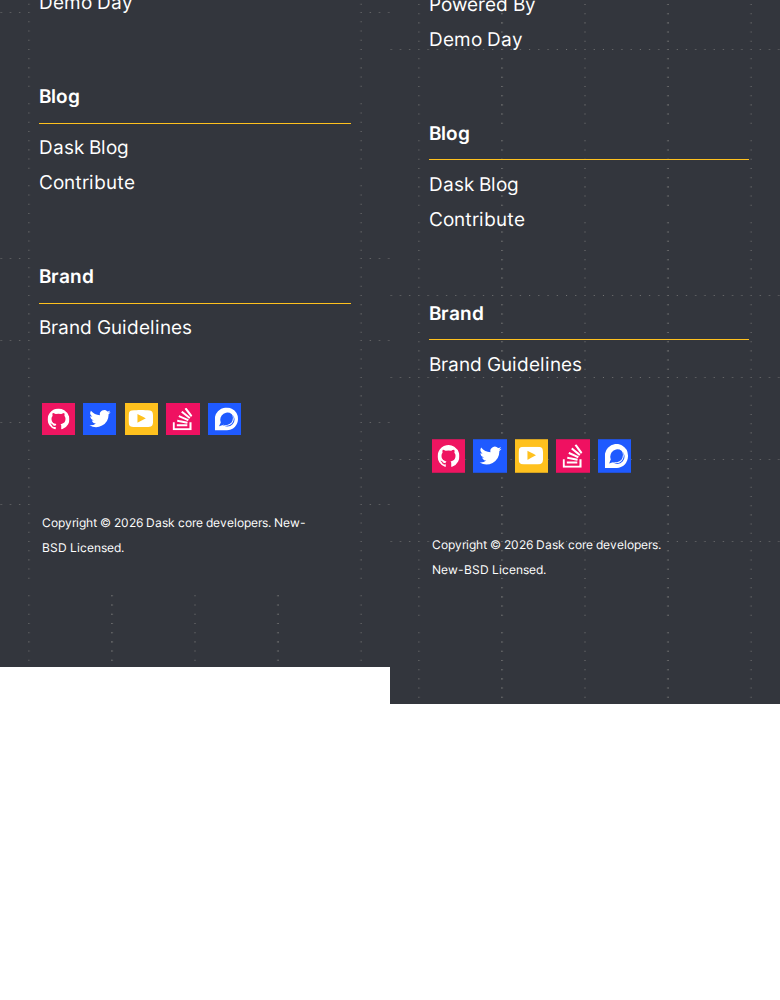 Demo Day
Blog
Dask Blog
Contribute
Brand
Brand Guidelines
Copyright © 2026 Dask core developers. New-
BSD Licensed.
Powered By
Demo Day
Blog
Dask Blog
Contribute
Brand
Brand Guidelines
Copyright © 2026 Dask core developers.
New-BSD Licensed.